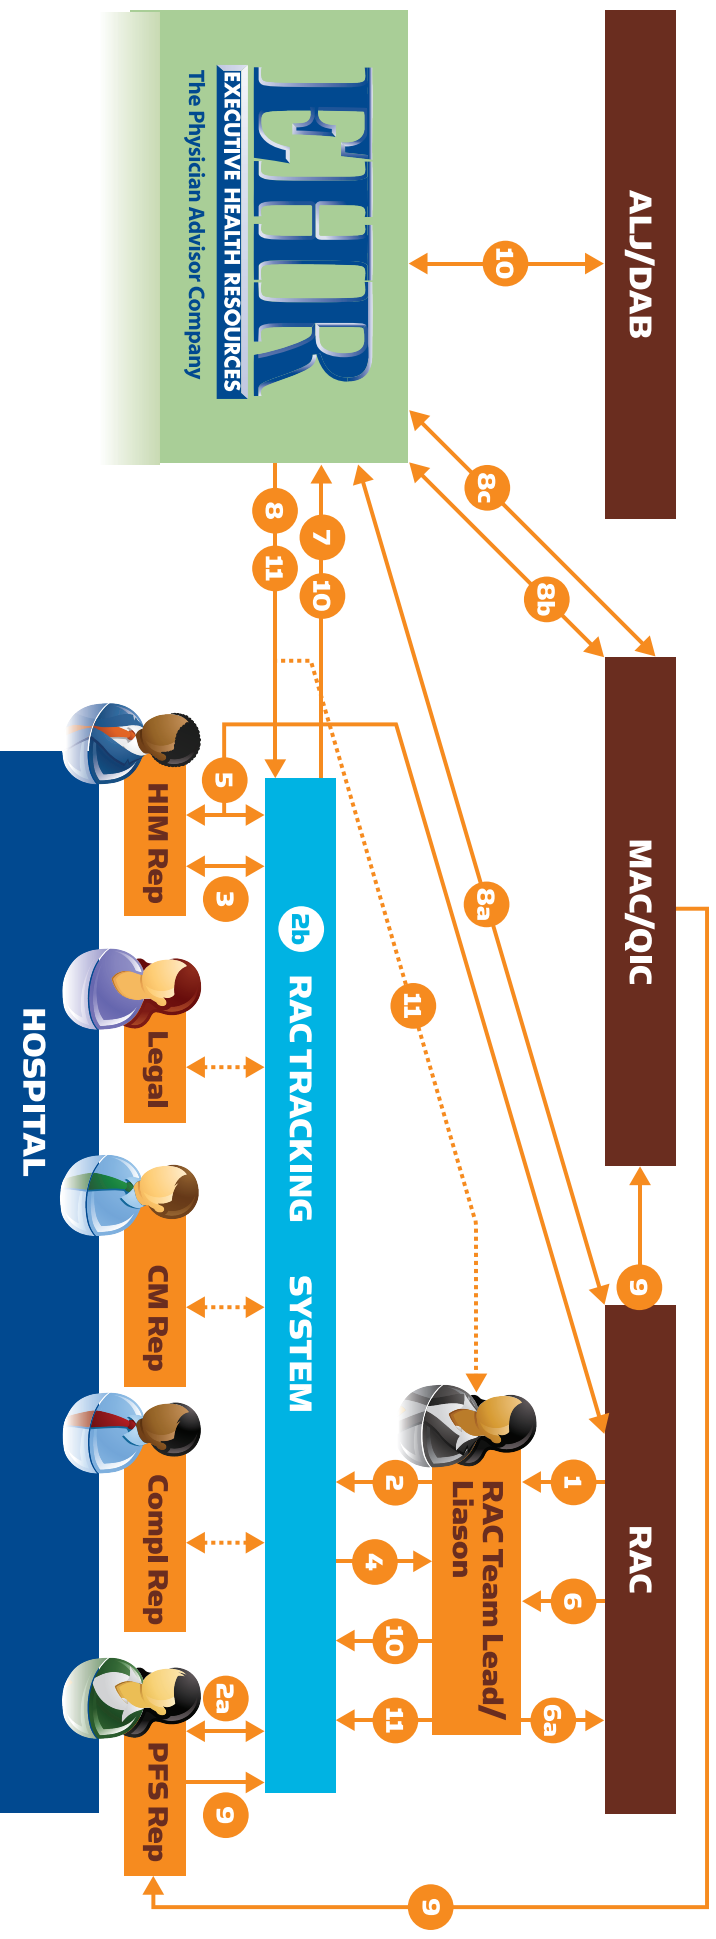 ALJ/DAB
MAC/QIC
RAC
10
8c
8b
8a
9
1
6
6a
EHR
EXECUTIVE HEALTH RESOURCES
The Physician Advisor Company
11
RAC Team Lead/
Liason
8
11
7
10
2
4
10
11
2b RAC TRACKING SYSTEM
5
3
2a
9
9
HIM Rep
Legal
CM Rep
Compl Rep
PFS Rep
HOSPITAL